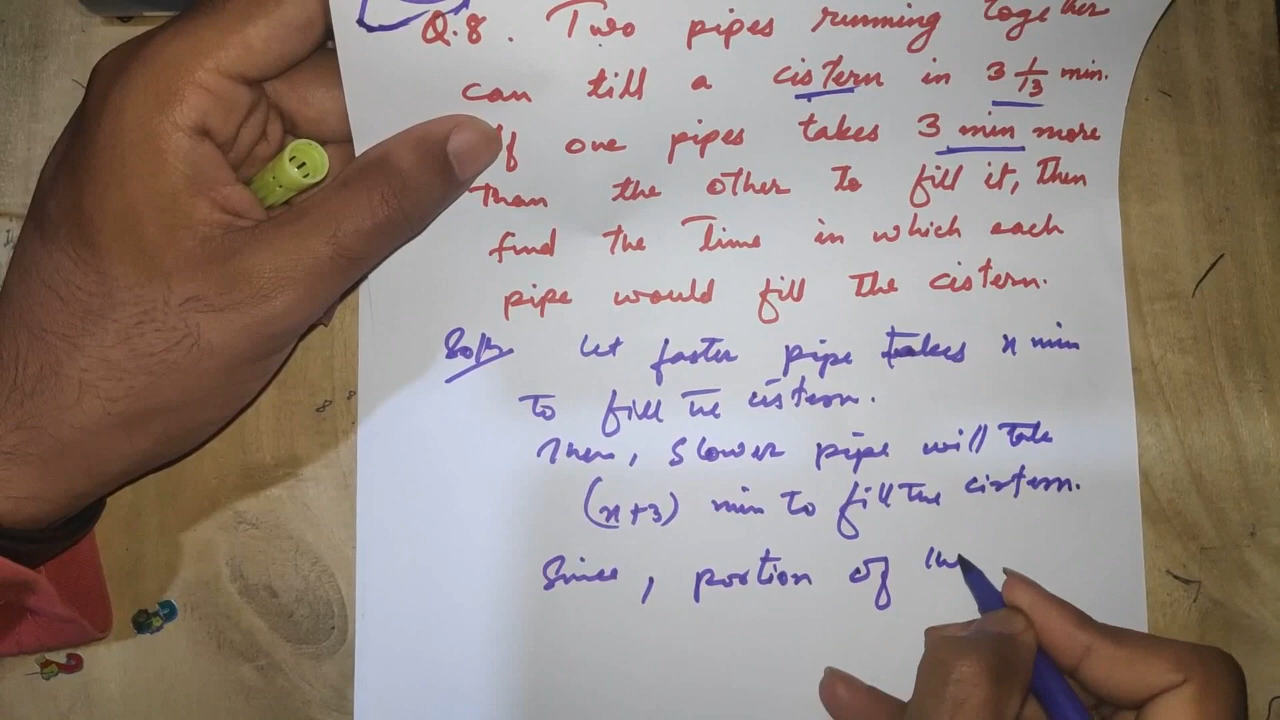 Q.8. Two pipes running together
can till a cistern in 3 1/13 min.
If one pipes takes 3 min more
than the other to fill it, then
find the time in which each
pipe would fill the cistern.
Soln Let faster pipe takes x min
to fill the cistern.
Then, slower pipe will take
(x+3) min to fill the cistern.
Since, portion of